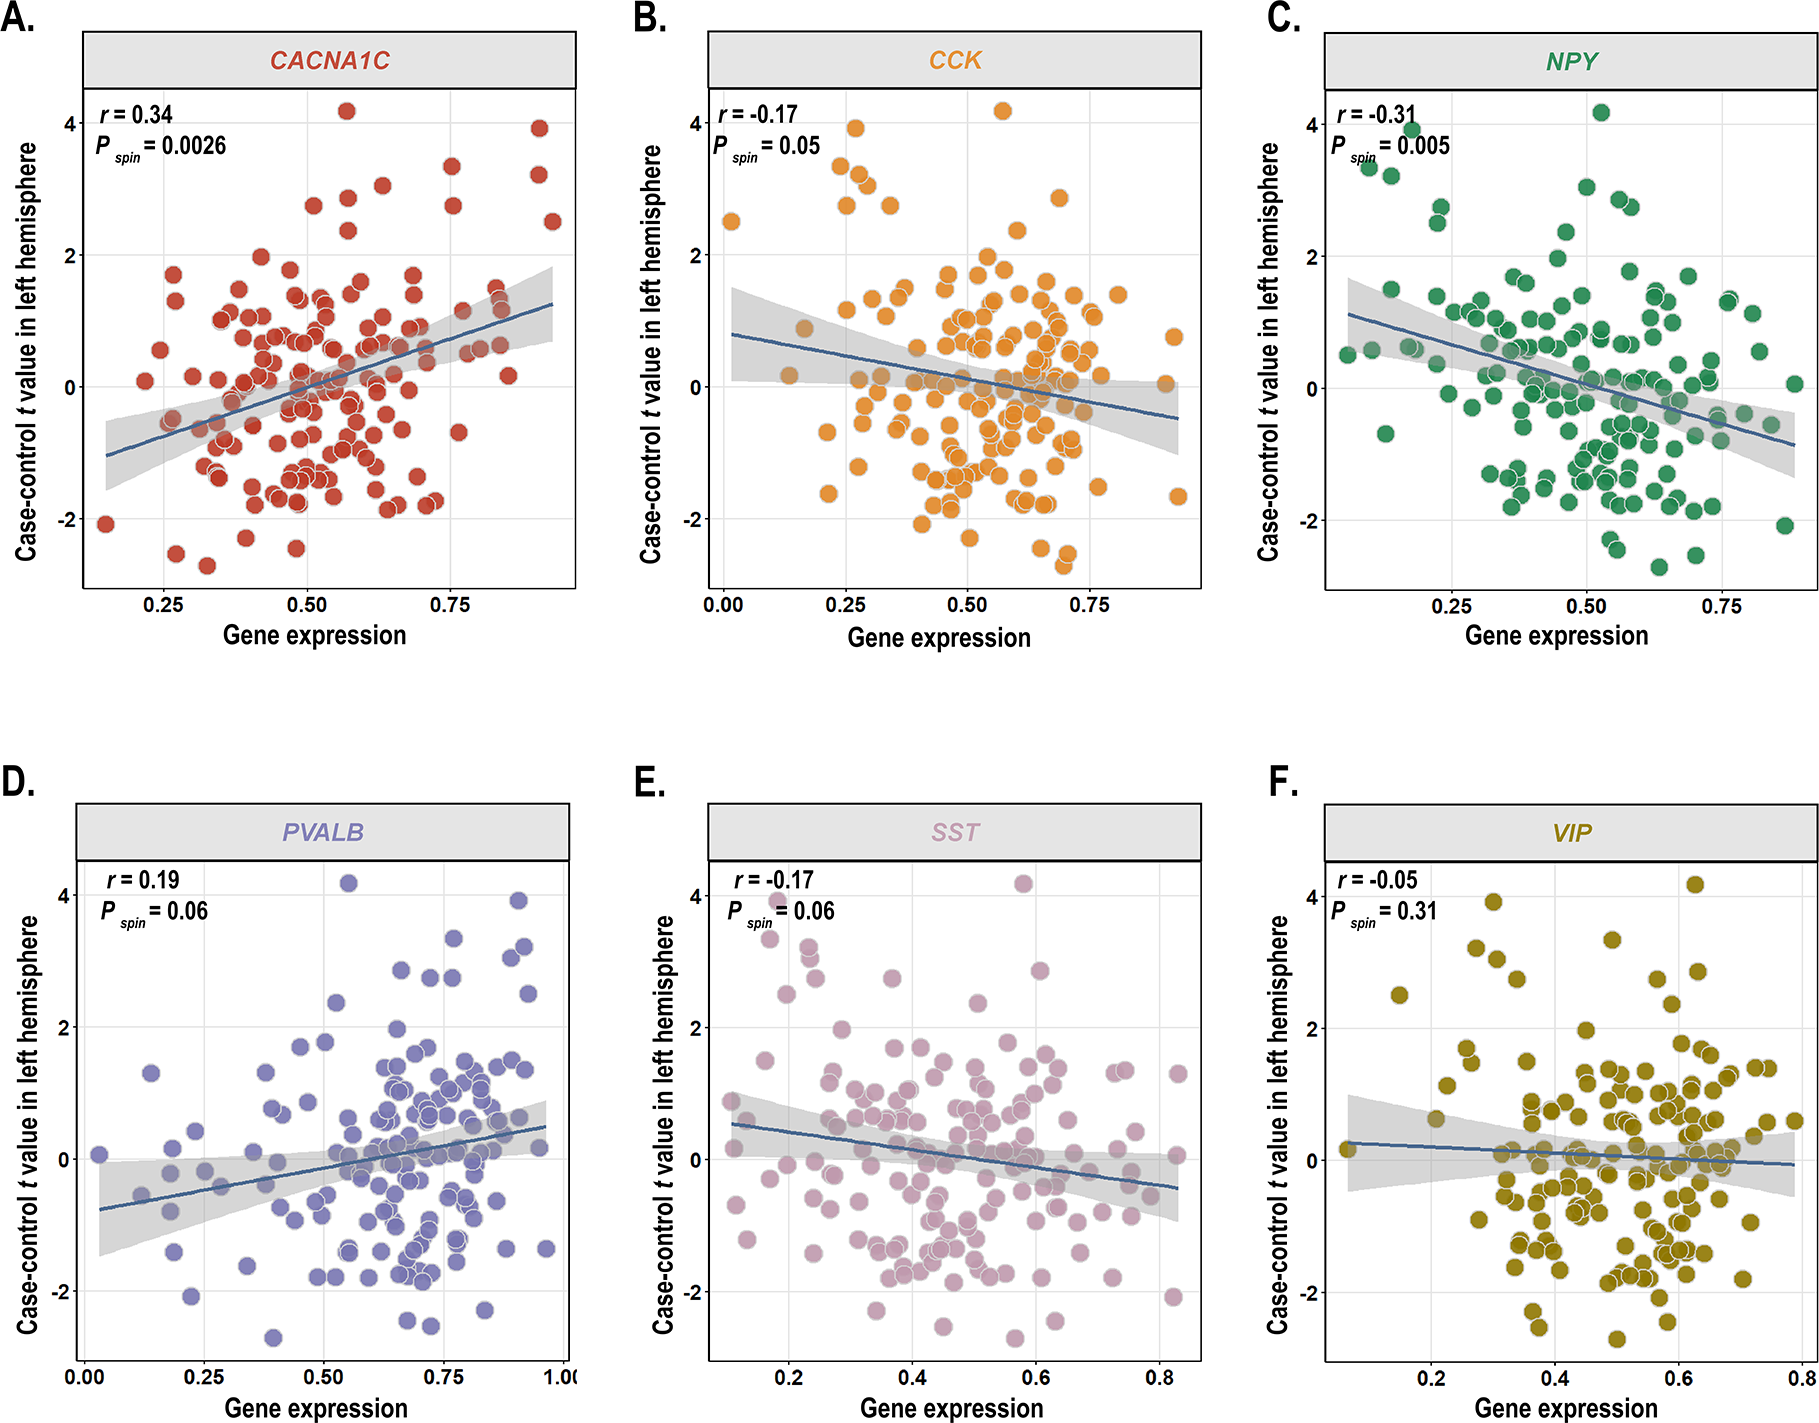 A.
CACNA1C
r = 0.34
P spin = 0.0026
Case-control t value in left hemisphere
4
2
0
-2
0.25 0.50 0.75
Gene expression
B.
CCK
r = -0.17
P spin = 0.05
Case-control t value in left hemisphere
4
2
0
-2
0.00 0.25 0.50 0.75
Gene expression
C.
NPY
r = -0.31
P spin = 0.005
Case-control t value in left hemisphere
4
2
0
-2
0.25 0.50 0.75
Gene expression
D.
PVALB
r = 0.19
P spin = 0.06
Case-control t value in left hemisphere
4
2
0
-2
0.00 0.25 0.50 0.75 1.00
Gene expression
E.
SST
r = -0.17
P spin = 0.06
Case-control t value in left hemisphere
4
2
0
-2
0.2 0.4 0.6 0.8
Gene expression
F.
VIP
r = -0.05
P spin = 0.31
Case-control t value in left hemisphere
4
2
0
-2
0.2 0.4 0.6 0.8
Gene expression